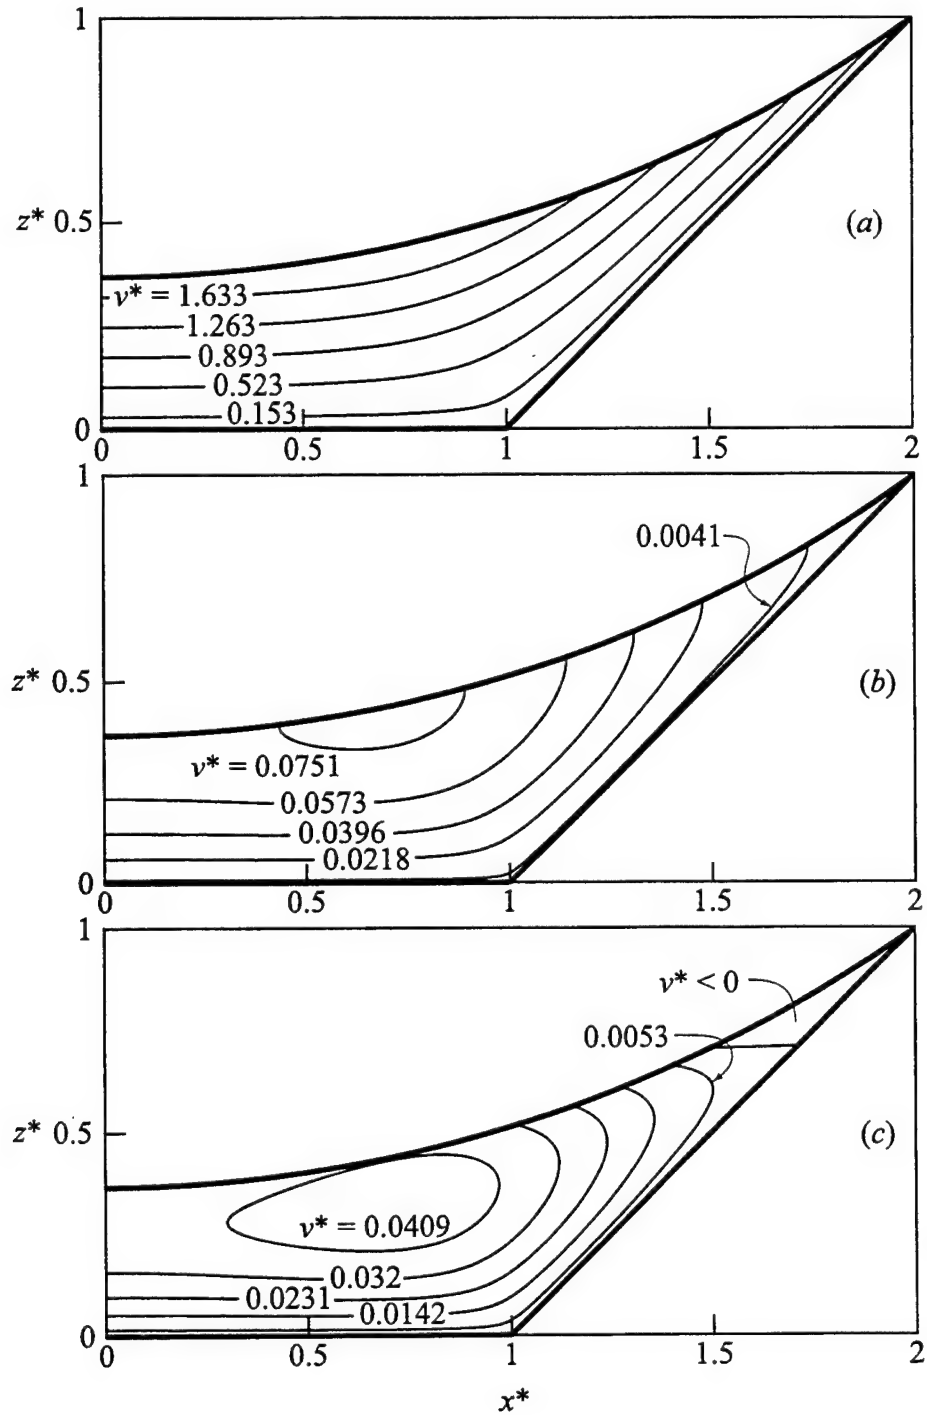 1
z* 0.5
(a)
v* = 1.633
1.263
0.893
0.523
0.153
0
0 0.5 1 1.5 2
1
0.0041
z* 0.5
(b)
v* = 0.0751
0.0573
0.0396
0.0218
0
0 0.5 1 1.5 2
1
v* < 0
0.0053
z* 0.5
(c)
v* = 0.0409
0.032
0.0231
0.0142
0
0 0.5 1 1.5 2
x*